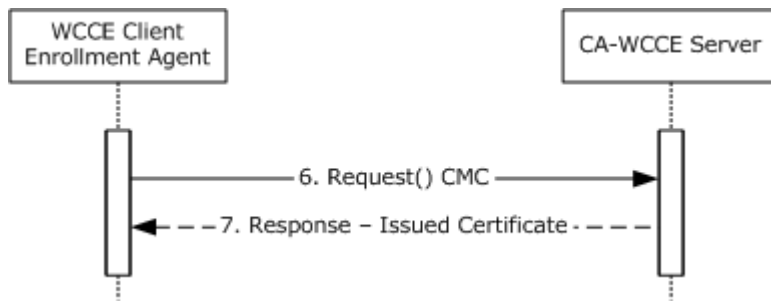 WCCE Client
Enrollment Agent
CA-WCCE Server
6. Request() CMC
7. Response – Issued Certificate